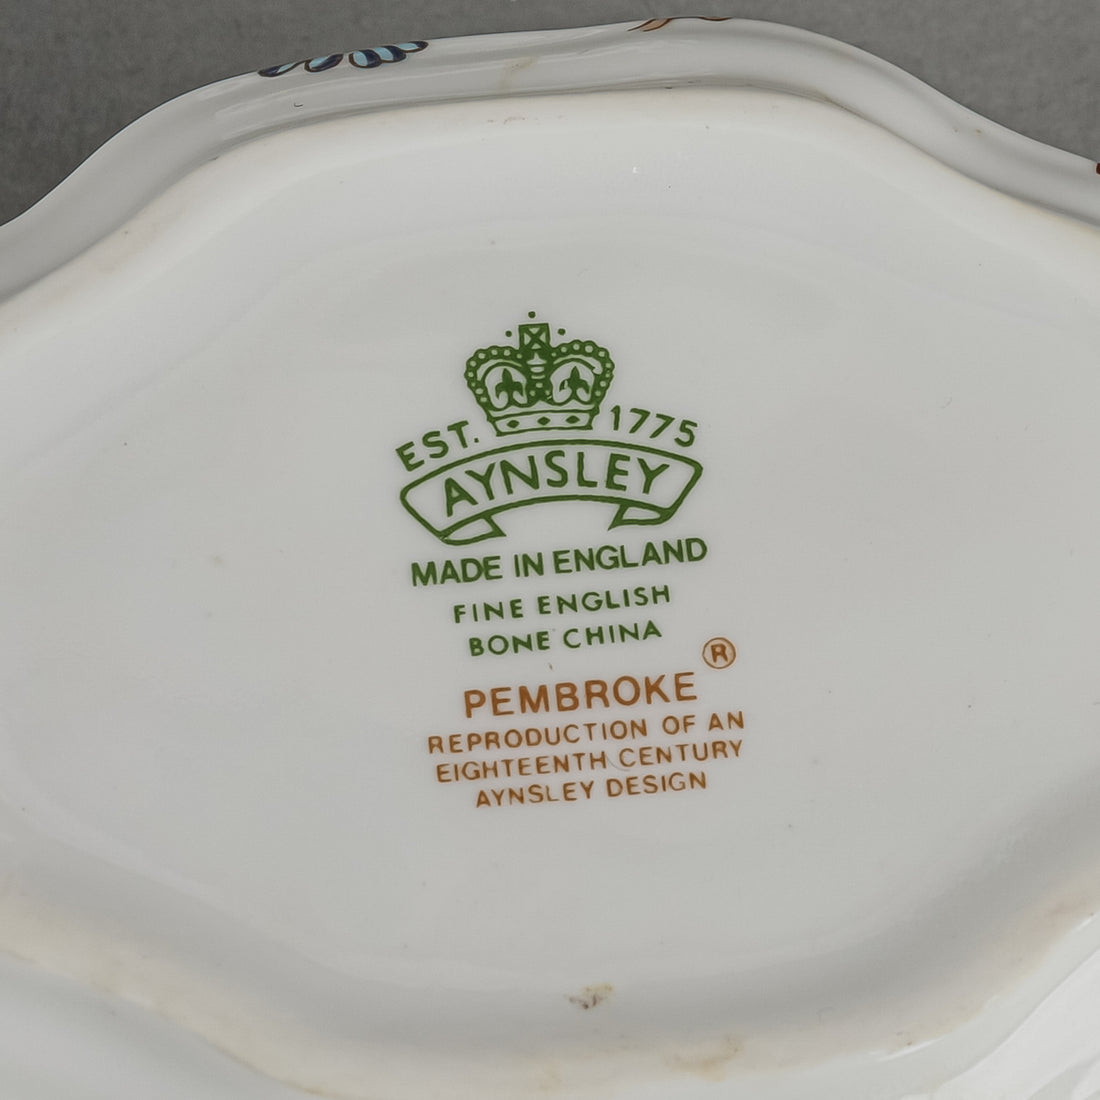 EST. 1775
AYNSLEY
MADE IN ENGLAND
FINE ENGLISH
BONE CHINA
PEMBROKE ®
REPRODUCTION OF AN
EIGHTEENTH CENTURY
AYNSLEY DESIGN